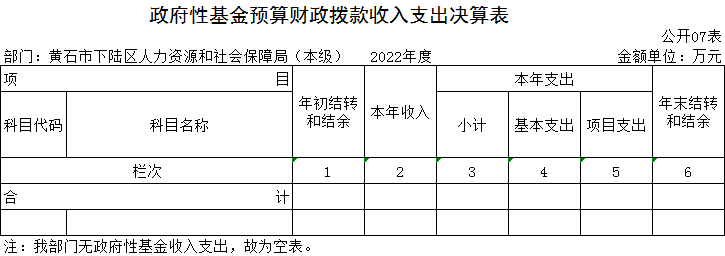 政府性基金预算财政拨款收入支出决算表
公开07表
部门：黄石市下陆区人力资源和社会保障局（本级） 2022年度 金额单位：万元
项 目 年初结转和结余 本年收入 本年支出 年末结转和结余
科目代码 科目名称 小计 基本支出 项目支出
栏次 1 2 3 4 5 6
合 计
注：我部门无政府性基金收入支出，故为空表。